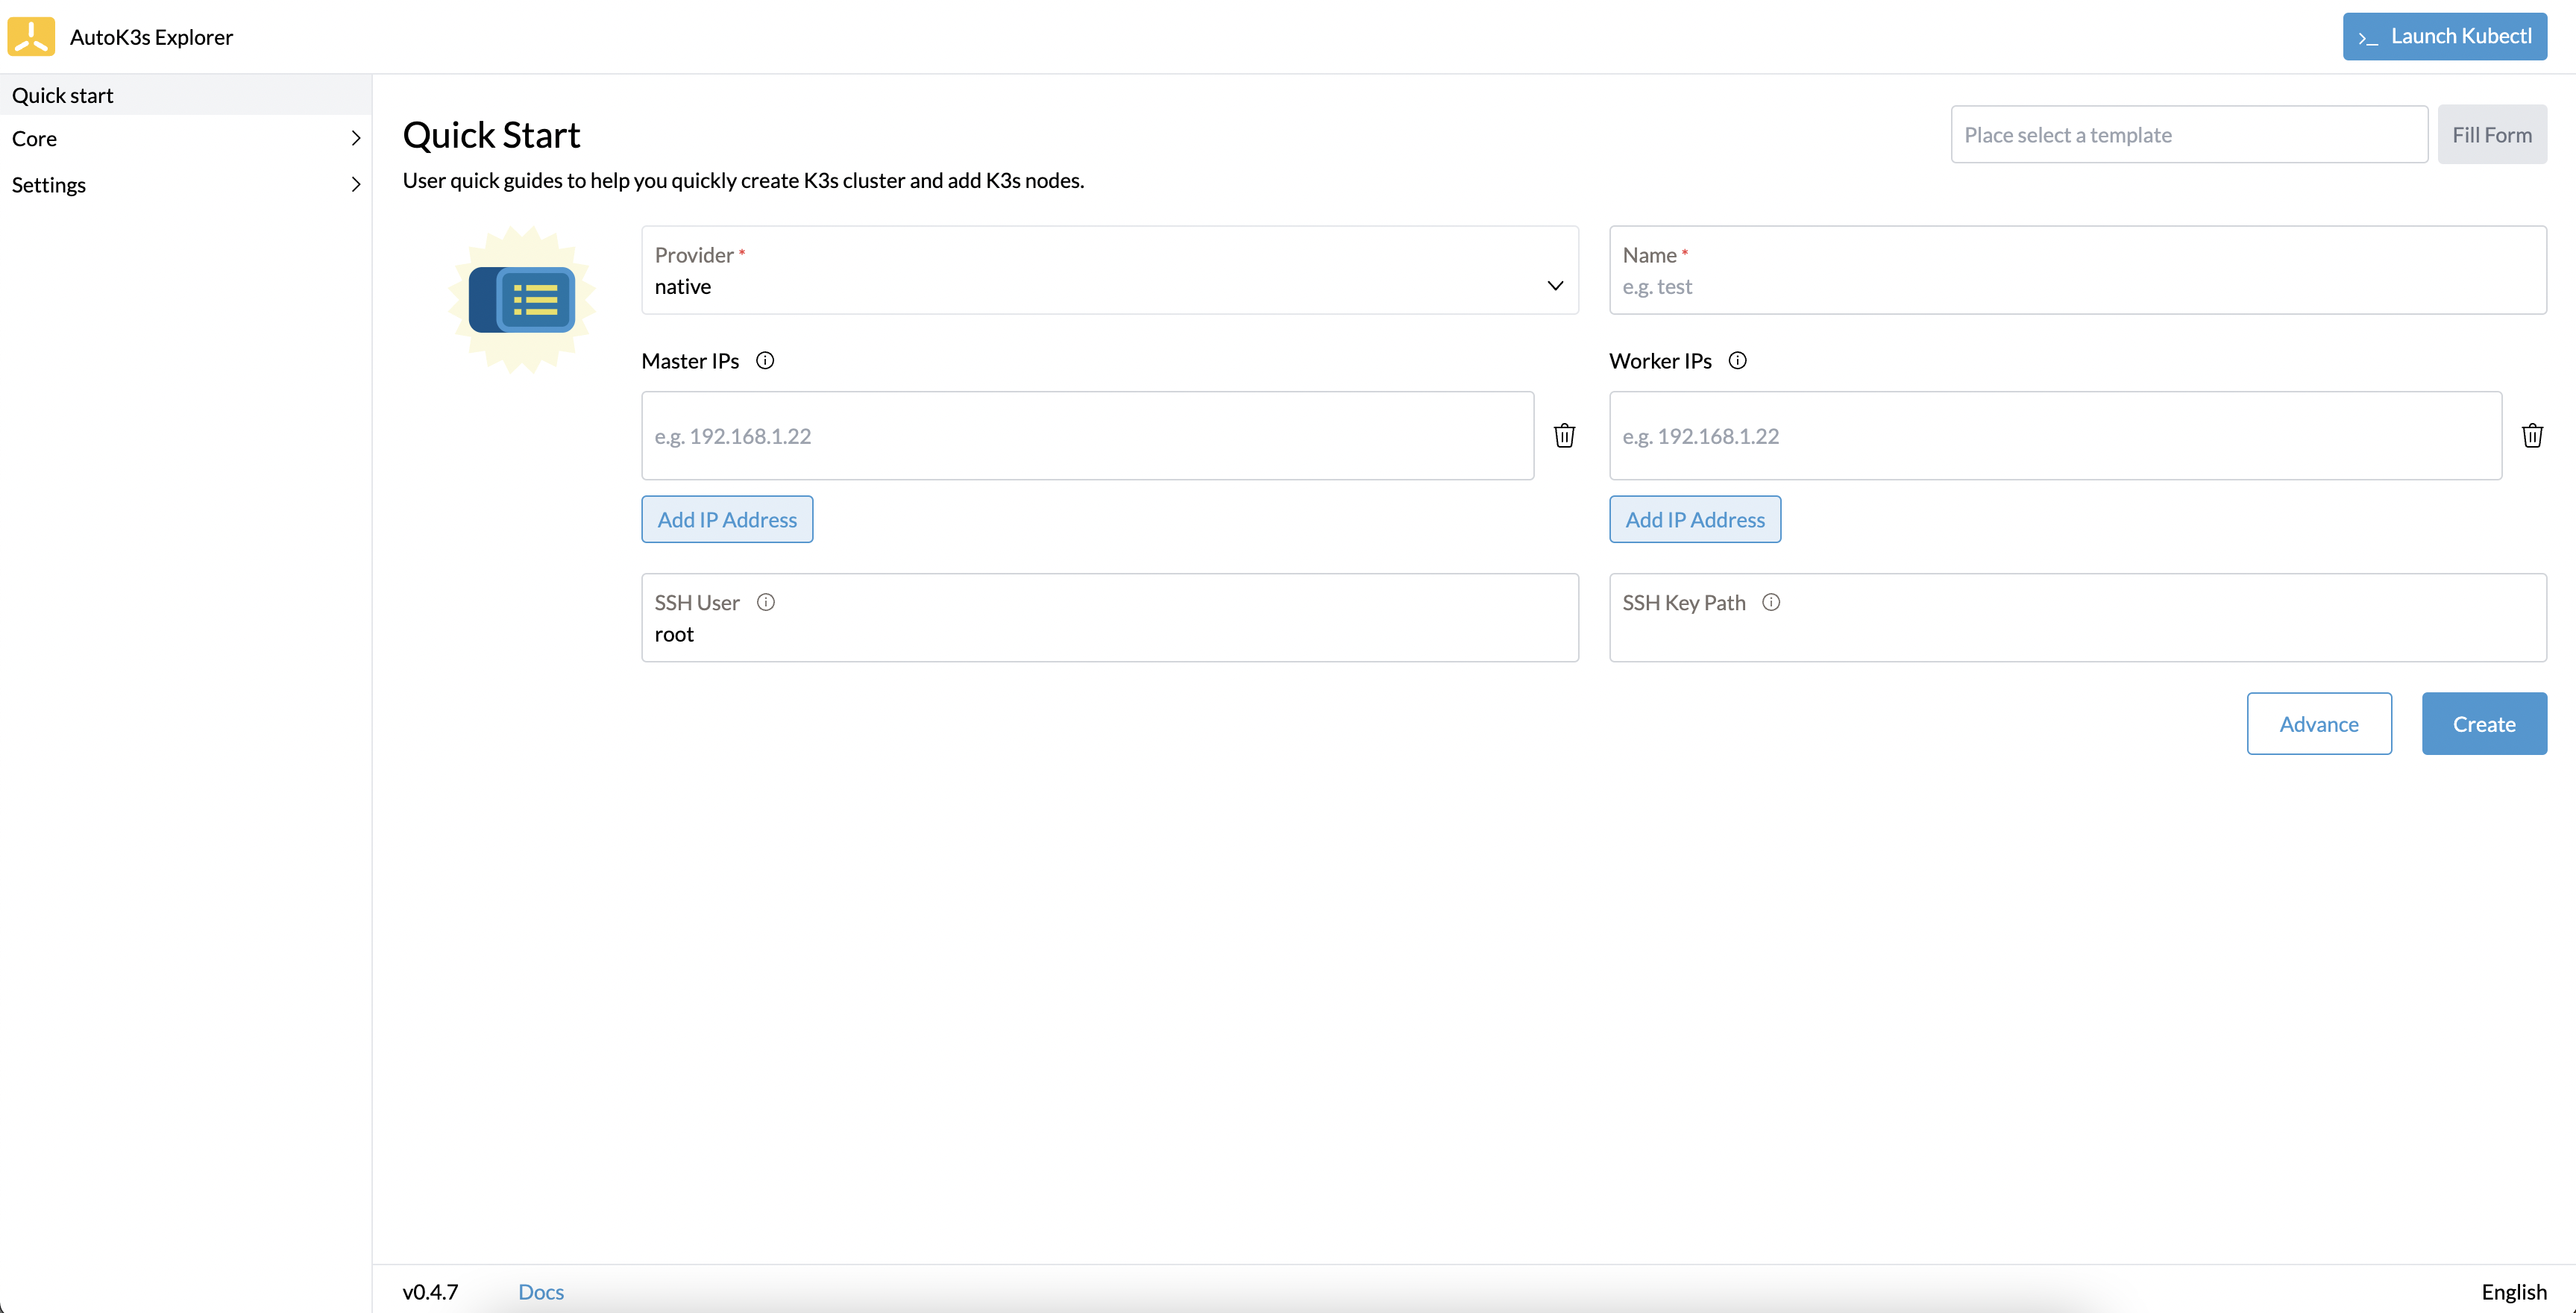 AutoK3s Explorer
>_ Launch Kubectl
Quick start
Core
Settings
Quick Start
Place select a template
Fill Form
User quick guides to help you quickly create K3s cluster and add K3s nodes.
Provider *
native
Name *
e.g. test
Master IPs
e.g. 192.168.1.22
Add IP Address
Worker IPs
e.g. 192.168.1.22
Add IP Address
SSH User
root
SSH Key Path
Advance
Create
v0.4.7
Docs
English